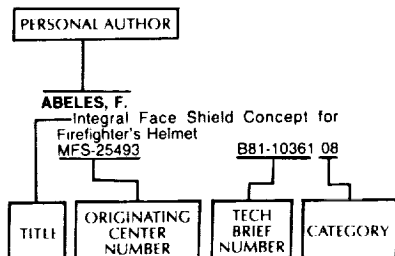 PERSONAL AUTHOR
ABELES, F.
Integral Face Shield Concept for
Firefighter's Helmet
MFS-25493 B81-10361 08
TITLE
ORIGINATING
CENTER
NUMBER
TECH
BRIEF
NUMBER
CATEGORY